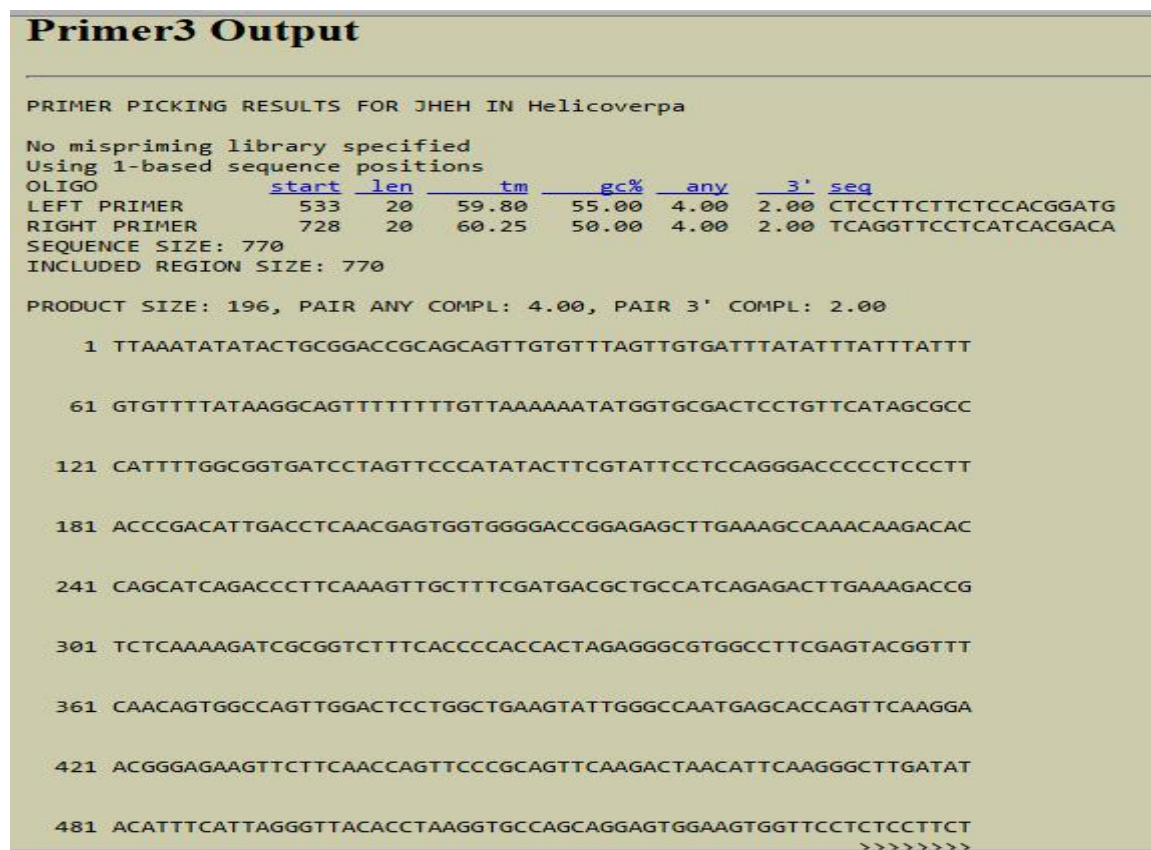 Primer3 Output
PRIMER PICKING RESULTS FOR JHEH IN Helicoverpa
No mispriming library specified
Using 1-based sequence positions
OLIGO start len tm gc% any 3' seq
LEFT PRIMER 533 20 59.80 55.00 4.00 2.00 CTCCTTCTTCTCCACGGATG
RIGHT PRIMER 728 20 60.25 50.00 4.00 2.00 TCAGGTTCCTCATCACGACA
SEQUENCE SIZE: 770
INCLUDED REGION SIZE: 770
PRODUCT SIZE: 196, PAIR ANY COMPL: 4.00, PAIR 3' COMPL: 2.00
1 TTAAATATATACTGCGGACCGCAGCAGTTGTGTTTAGTTGTGATTTATATTTATTTATTT
61 GTGTTTTATAAGGCAGTTTTTTTTGTTAAAAAATATGGTGCGACTCCTGTTCATAGCGCC
121 CATTTTGGCGGTGATCCTAGTTCCCATATACTTCGTATTCCTCCAGGGACCCCCTCCCTT
181 ACCCGACATTGACCTCAACGAGTGGTGGGGACCGGAGAGCTTGAAAGCCAAACAAGACAC
241 CAGCATCAGACCCTTCAAAGTTGCTTTCGATGACGCTGCCATCAGAGACTTGAAAGACCG
301 TCTCAAAAGATCGCGGTCTTTCACCCCACCACTAGAGGGCGTGGCCTTCGAGTACGGTTT
361 CAACAGTGGCCAGTTGGACTCCTGGCTGAAGTATTGGGCCAATGAGCACCAGTTCAAGGA
421 ACGGGAGAAGTTCTTCAACCAGTTCCCGCAGTTCAAGACTAACATTCAAGGGCTTGATAT
481 ACATTTCATTAGGGTTACACCTAAGGTGCCAGCAGGAGTGGAAGTGGTTCCTCTCCTTCT
>>>>>>>>